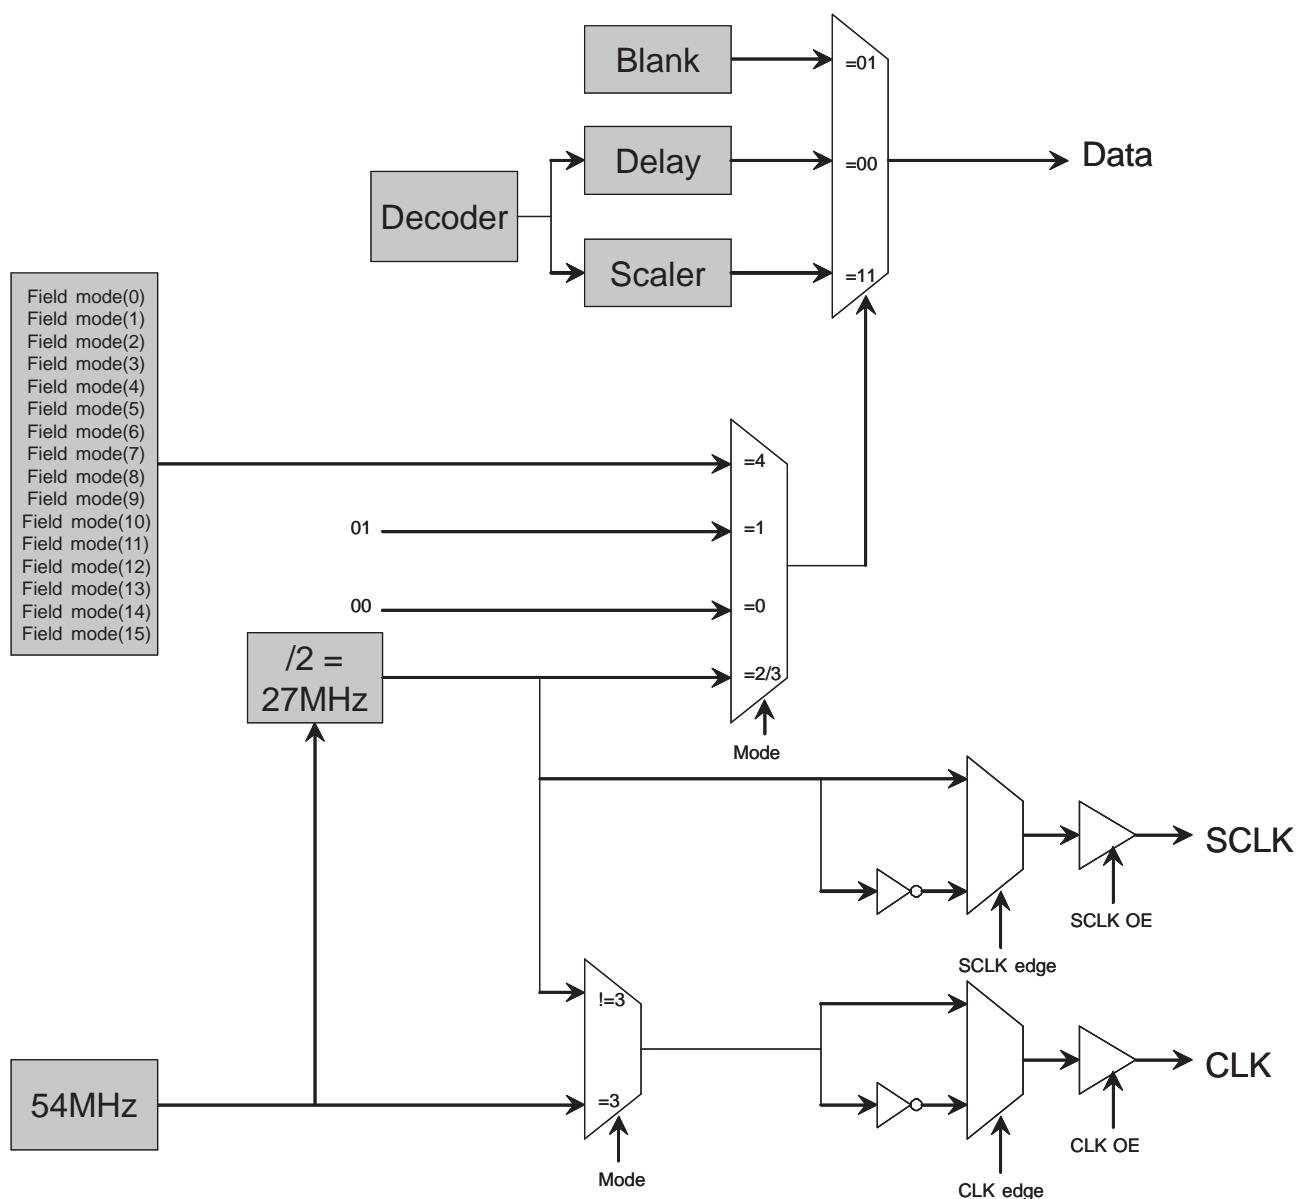 Blank
=01
Delay
=00
Data
Decoder
Scaler
=11
Field mode(0)
Field mode(1)
Field mode(2)
Field mode(3)
Field mode(4)
Field mode(5)
Field mode(6)
Field mode(7)
Field mode(8)
Field mode(9)
Field mode(10)
Field mode(11)
Field mode(12)
Field mode(13)
Field mode(14)
Field mode(15)
=4
01
=1
00
=0
/2 =
27MHz
=2/3
Mode
SCLK
SCLK OE
SCLK edge
!=3
54MHz
=3
Mode
CLK
CLK OE
CLK edge